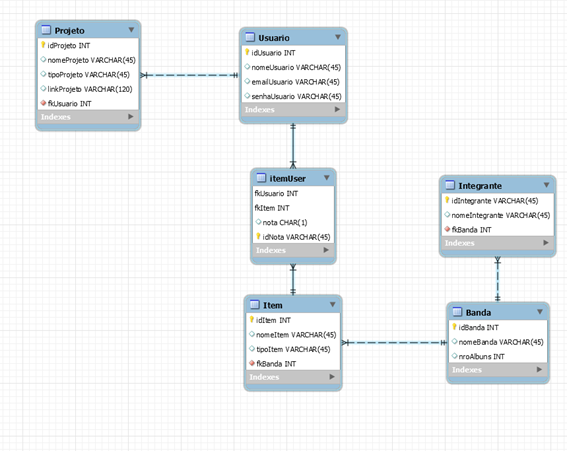 Projeto
idProjeto INT
nomeProjeto VARCHAR(45)
tipoProjeto VARCHAR(45)
linkProjeto VARCHAR(120)
fkUsuario INT
Indexes
Usuario
idUsuario INT
nomeUsuario VARCHAR(45)
emailUsuario VARCHAR(45)
senhaUsuario VARCHAR(45)
Indexes
itemUser
fkUsuario INT
fkItem INT
nota CHAR(1)
idNota VARCHAR(45)
Indexes
Integrante
idIntegrante VARCHAR(45)
nomeIntegrante VARCHAR(45)
fkBanda INT
Indexes
Item
idItem INT
nomeItem VARCHAR(45)
tipoItem VARCHAR(45)
fkBanda INT
Indexes
Banda
idBanda INT
nomeBanda VARCHAR(45)
nroAlbuns INT
Indexes